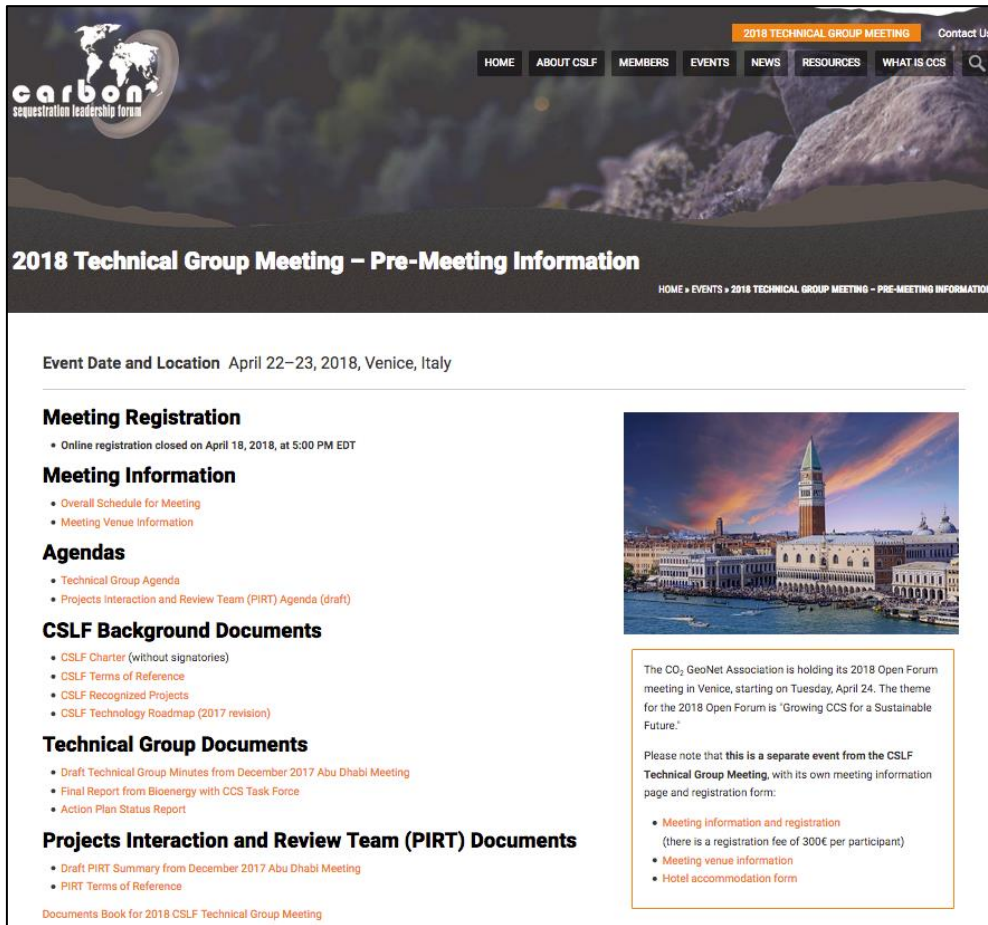 2018 TECHNICAL GROUP MEETING
Contact Us
carbon
sequestration leadership forum
HOME
ABOUT CSLF
MEMBERS
EVENTS
NEWS
RESOURCES
WHAT IS CCS
2018 Technical Group Meeting – Pre-Meeting Information
HOME » EVENTS » 2018 TECHNICAL GROUP MEETING – PRE-MEETING INFORMATION
Event Date and Location April 22–23, 2018, Venice, Italy
Meeting Registration
• Online registration closed on April 18, 2018, at 5:00 PM EDT
Meeting Information
• Overall Schedule for Meeting
• Meeting Venue Information
Agendas
• Technical Group Agenda
• Projects Interaction and Review Team (PIRT) Agenda (draft)
CSLF Background Documents
• CSLF Charter (without signatories)
• CSLF Terms of Reference
• CSLF Recognized Projects
• CSLF Technology Roadmap (2017 revision)
Technical Group Documents
• Draft Technical Group Minutes from December 2017 Abu Dhabi Meeting
• Final Report from Bioenergy with CCS Task Force
• Action Plan Status Report
Projects Interaction and Review Team (PIRT) Documents
• Draft PIRT Summary from December 2017 Abu Dhabi Meeting
• PIRT Terms of Reference
Documents Book for 2018 CSLF Technical Group Meeting
The CO₂ GeoNet Association is holding its 2018 Open Forum
meeting in Venice, starting on Tuesday, April 24. The theme
for the 2018 Open Forum is "Growing CCS for a Sustainable
Future."
Please note that this is a separate event from the CSLF
Technical Group Meeting, with its own meeting information
page and registration form:
• Meeting information and registration
(there is a registration fee of 300€ per participant)
• Meeting venue information
• Hotel accommodation form